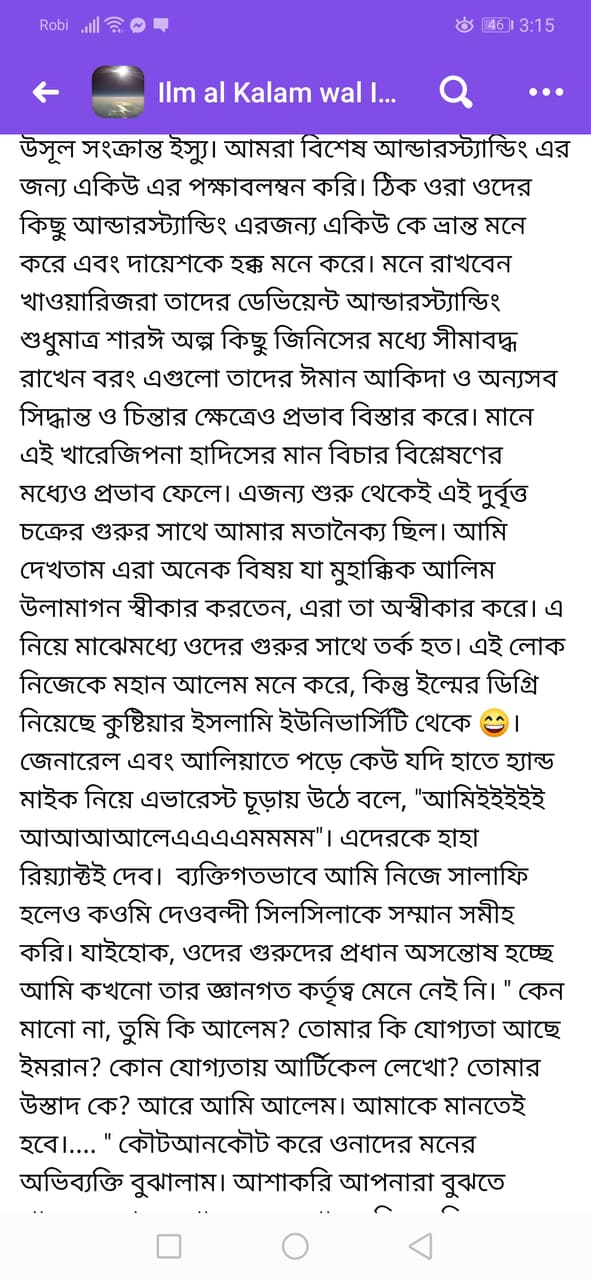 Robi 46 3:15
Ilm al Kalam wal I...
উসূল সংক্রান্ত ইস্যু। আমরা বিশেষ আন্ডারস্ট্যান্ডিং এর
জন্য একিউ এর পক্ষাবলম্বন করি। ঠিক ওরা ওদের
কিছু আন্ডারস্ট্যান্ডিং এরজন্য একিউ কে ভ্রান্ত মনে
করে এবং দায়েশকে হক্ক মনে করে। মনে রাখবেন
খাওয়ারিজরা তাদের ডেভিয়েন্ট আন্ডারস্ট্যান্ডিং
শুধুমাত্র শারঈ অল্প কিছু জিনিসের মধ্যে সীমাবদ্ধ
রাখেন বরং এগুলো তাদের ঈমান আকিদা ও অন্যসব
সিদ্ধান্ত ও চিন্তার ক্ষেত্রেও প্রভাব বিস্তার করে। মানে
এই খারেজিপনা হাদিসের মান বিচার বিশ্লেষণের
মধ্যেও প্রভাব ফেলে। এজন্য শুরু থেকেই এই দুর্বৃত্ত
চক্রের গুরুর সাথে আমার মতানৈক্য ছিল। আমি
দেখতাম এরা অনেক বিষয় যা মুহাক্কিক আলিম
উলামাগন স্বীকার করতেন, এরা তা অস্বীকার করে। এ
নিয়ে মাঝেমধ্যে ওদের গুরুর সাথে তর্ক হত। এই লোক
নিজেকে মহান আলেম মনে করে, কিন্তু ইল্মের ডিগ্রি
নিয়েছে কুষ্টিয়ার ইসলামি ইউনিভার্সিটি থেকে 😄।
জেনারেল এবং আলিয়াতে পড়ে কেউ যদি হাতে হ্যান্ড
মাইক নিয়ে এভারেস্ট চূড়ায় উঠে বলে, "আমিইইইইই
আআআআলেএএএএমমমম"। এদেরকে হাহা
রিয়্যাক্টই দেব। ব্যক্তিগতভাবে আমি নিজে সালাফি
হলেও কওমি দেওবন্দী সিলসিলাকে সম্মান সমীহ
করি। যাইহোক, ওদের গুরুদের প্রধান অসন্তোষ হচ্ছে
আমি কখনো তার জ্ঞানগত কর্তৃত্ব মেনে নেই নি। " কেন
মানো না, তুমি কি আলেম? তোমার কি যোগ্যতা আছে
ইমরান? কোন যোগ্যতায় আর্টিকেল লেখো? তোমার
উস্তাদ কে? আরে আমি আলেম। আমাকে মানতেই
হবে।.... " কৌটআনকৌট করে ওনাদের মনের
অভিব্যক্তি বুঝালাম। আশাকরি আপনারা বুঝতে